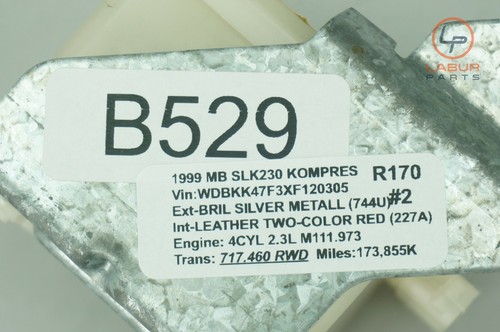 LP
LABUR
PARTS
B529
1999 MB SLK230 KOMPRES R170
Vin:WDBKK47F3XF120305
Ext-BRIL SILVER METALL (744U) #2
Int-LEATHER TWO-COLOR RED (227A)
Engine: 4CYL 2.3L M111.973
Trans: 717.460 RWD Miles:173,855K